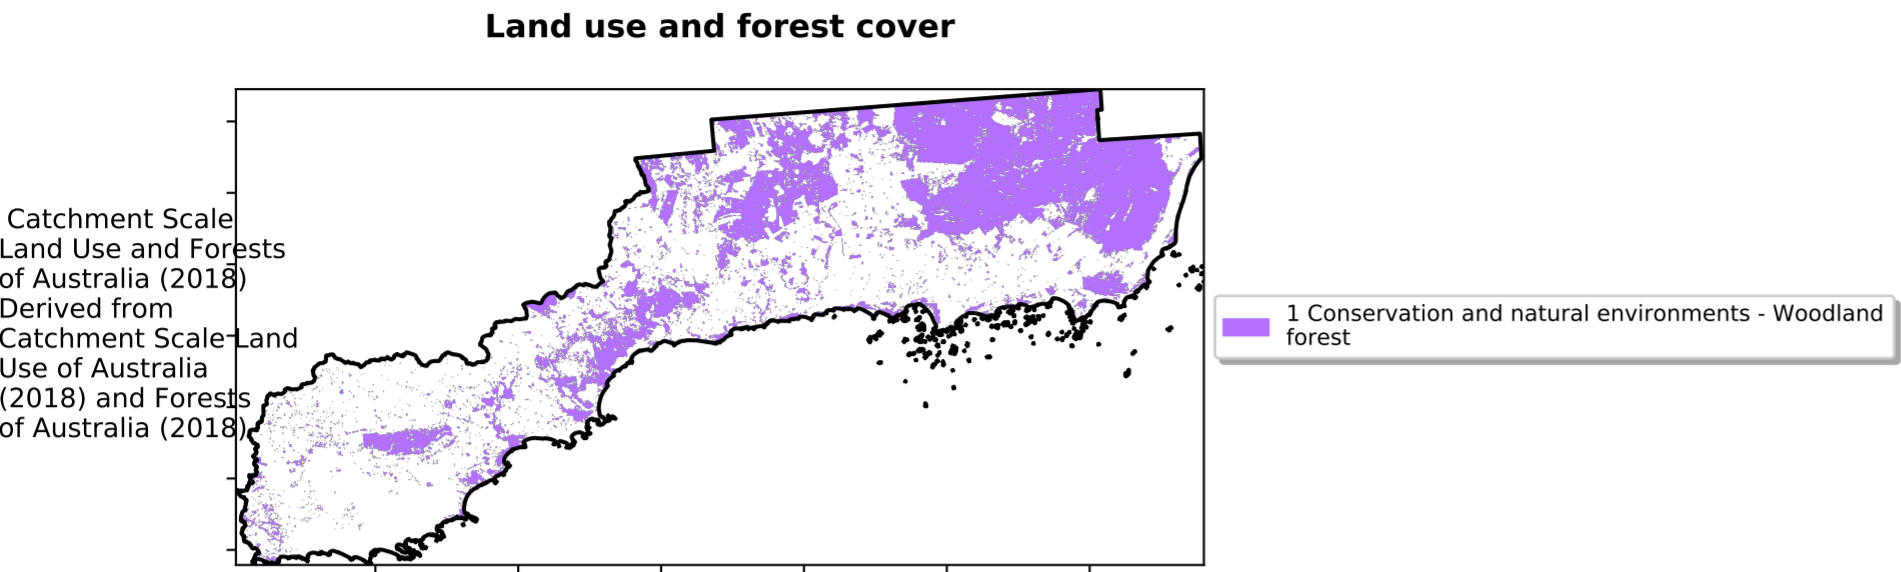 Land use and forest cover
Catchment Scale
Land Use and Forests
of Australia (2018)
Derived from
Catchment Scale Land
Use of Australia
(2018) and Forests
of Australia (2018)
1 Conservation and natural environments - Woodland
forest